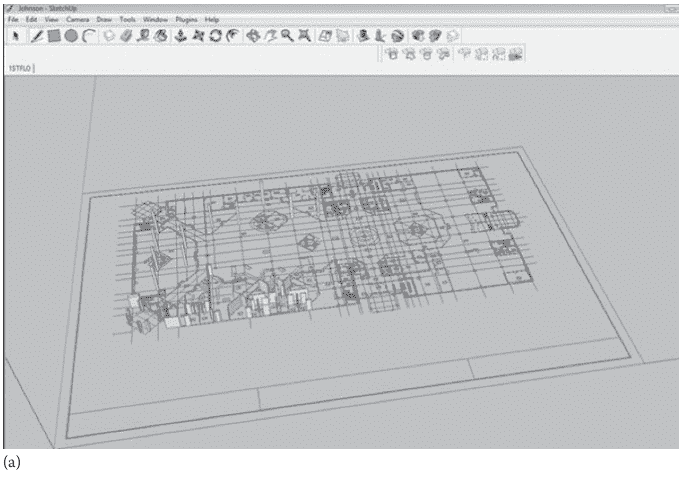 Johnson - SketchUp
File Edit View Camera Draw Tools Window Plugins Help
1STFLO
(a)